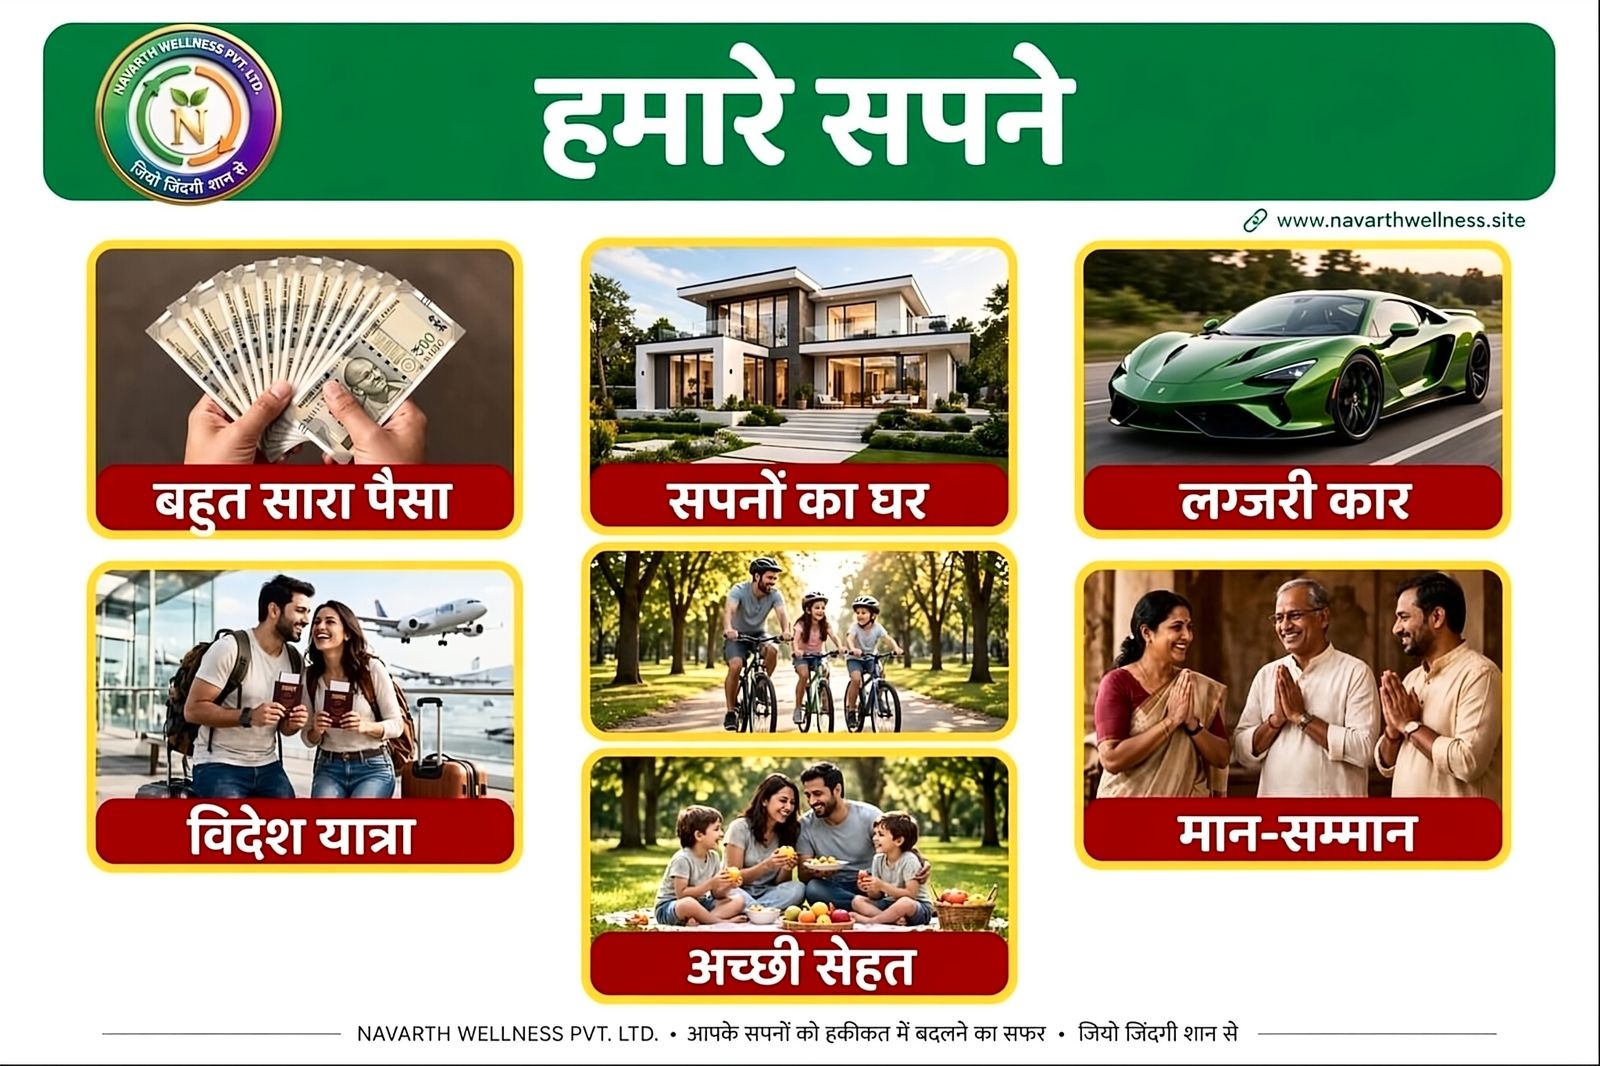 NAVARTH WELLNESS PVT. LTD.
N
जियो जिंदगी शान से
हमारे सपने
www.navarthwellness.site
500
बहुत सारा पैसा
सपनों का घर
लग्जरी कार
विदेश यात्रा
मान-सम्मान
अच्छी सेहत
NAVARTH WELLNESS PVT. LTD. • आपके सपनों को हकीकत में बदलने का सफर • जियो जिंदगी शान से